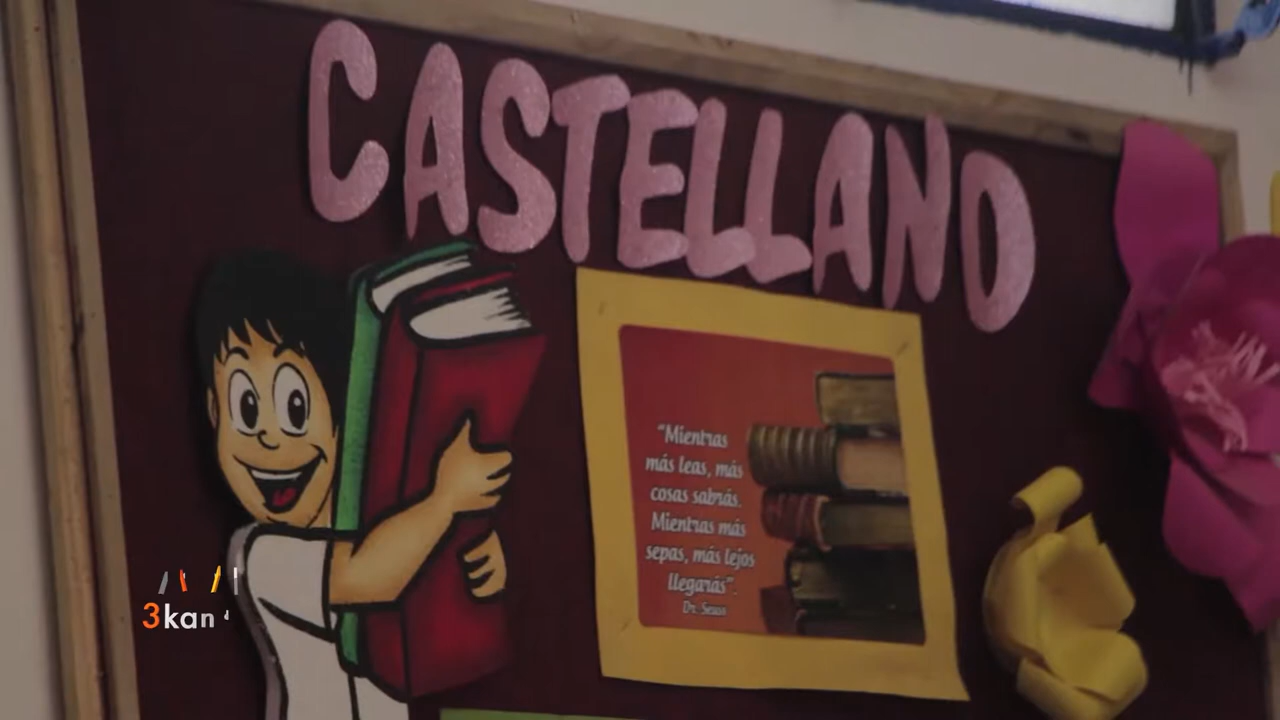 CASTELLANO
"Mientras
más leas, más
cosas sabrás.
Mientras más
sepas, más lejos
llegarás".
Dr. Seuss
3kan